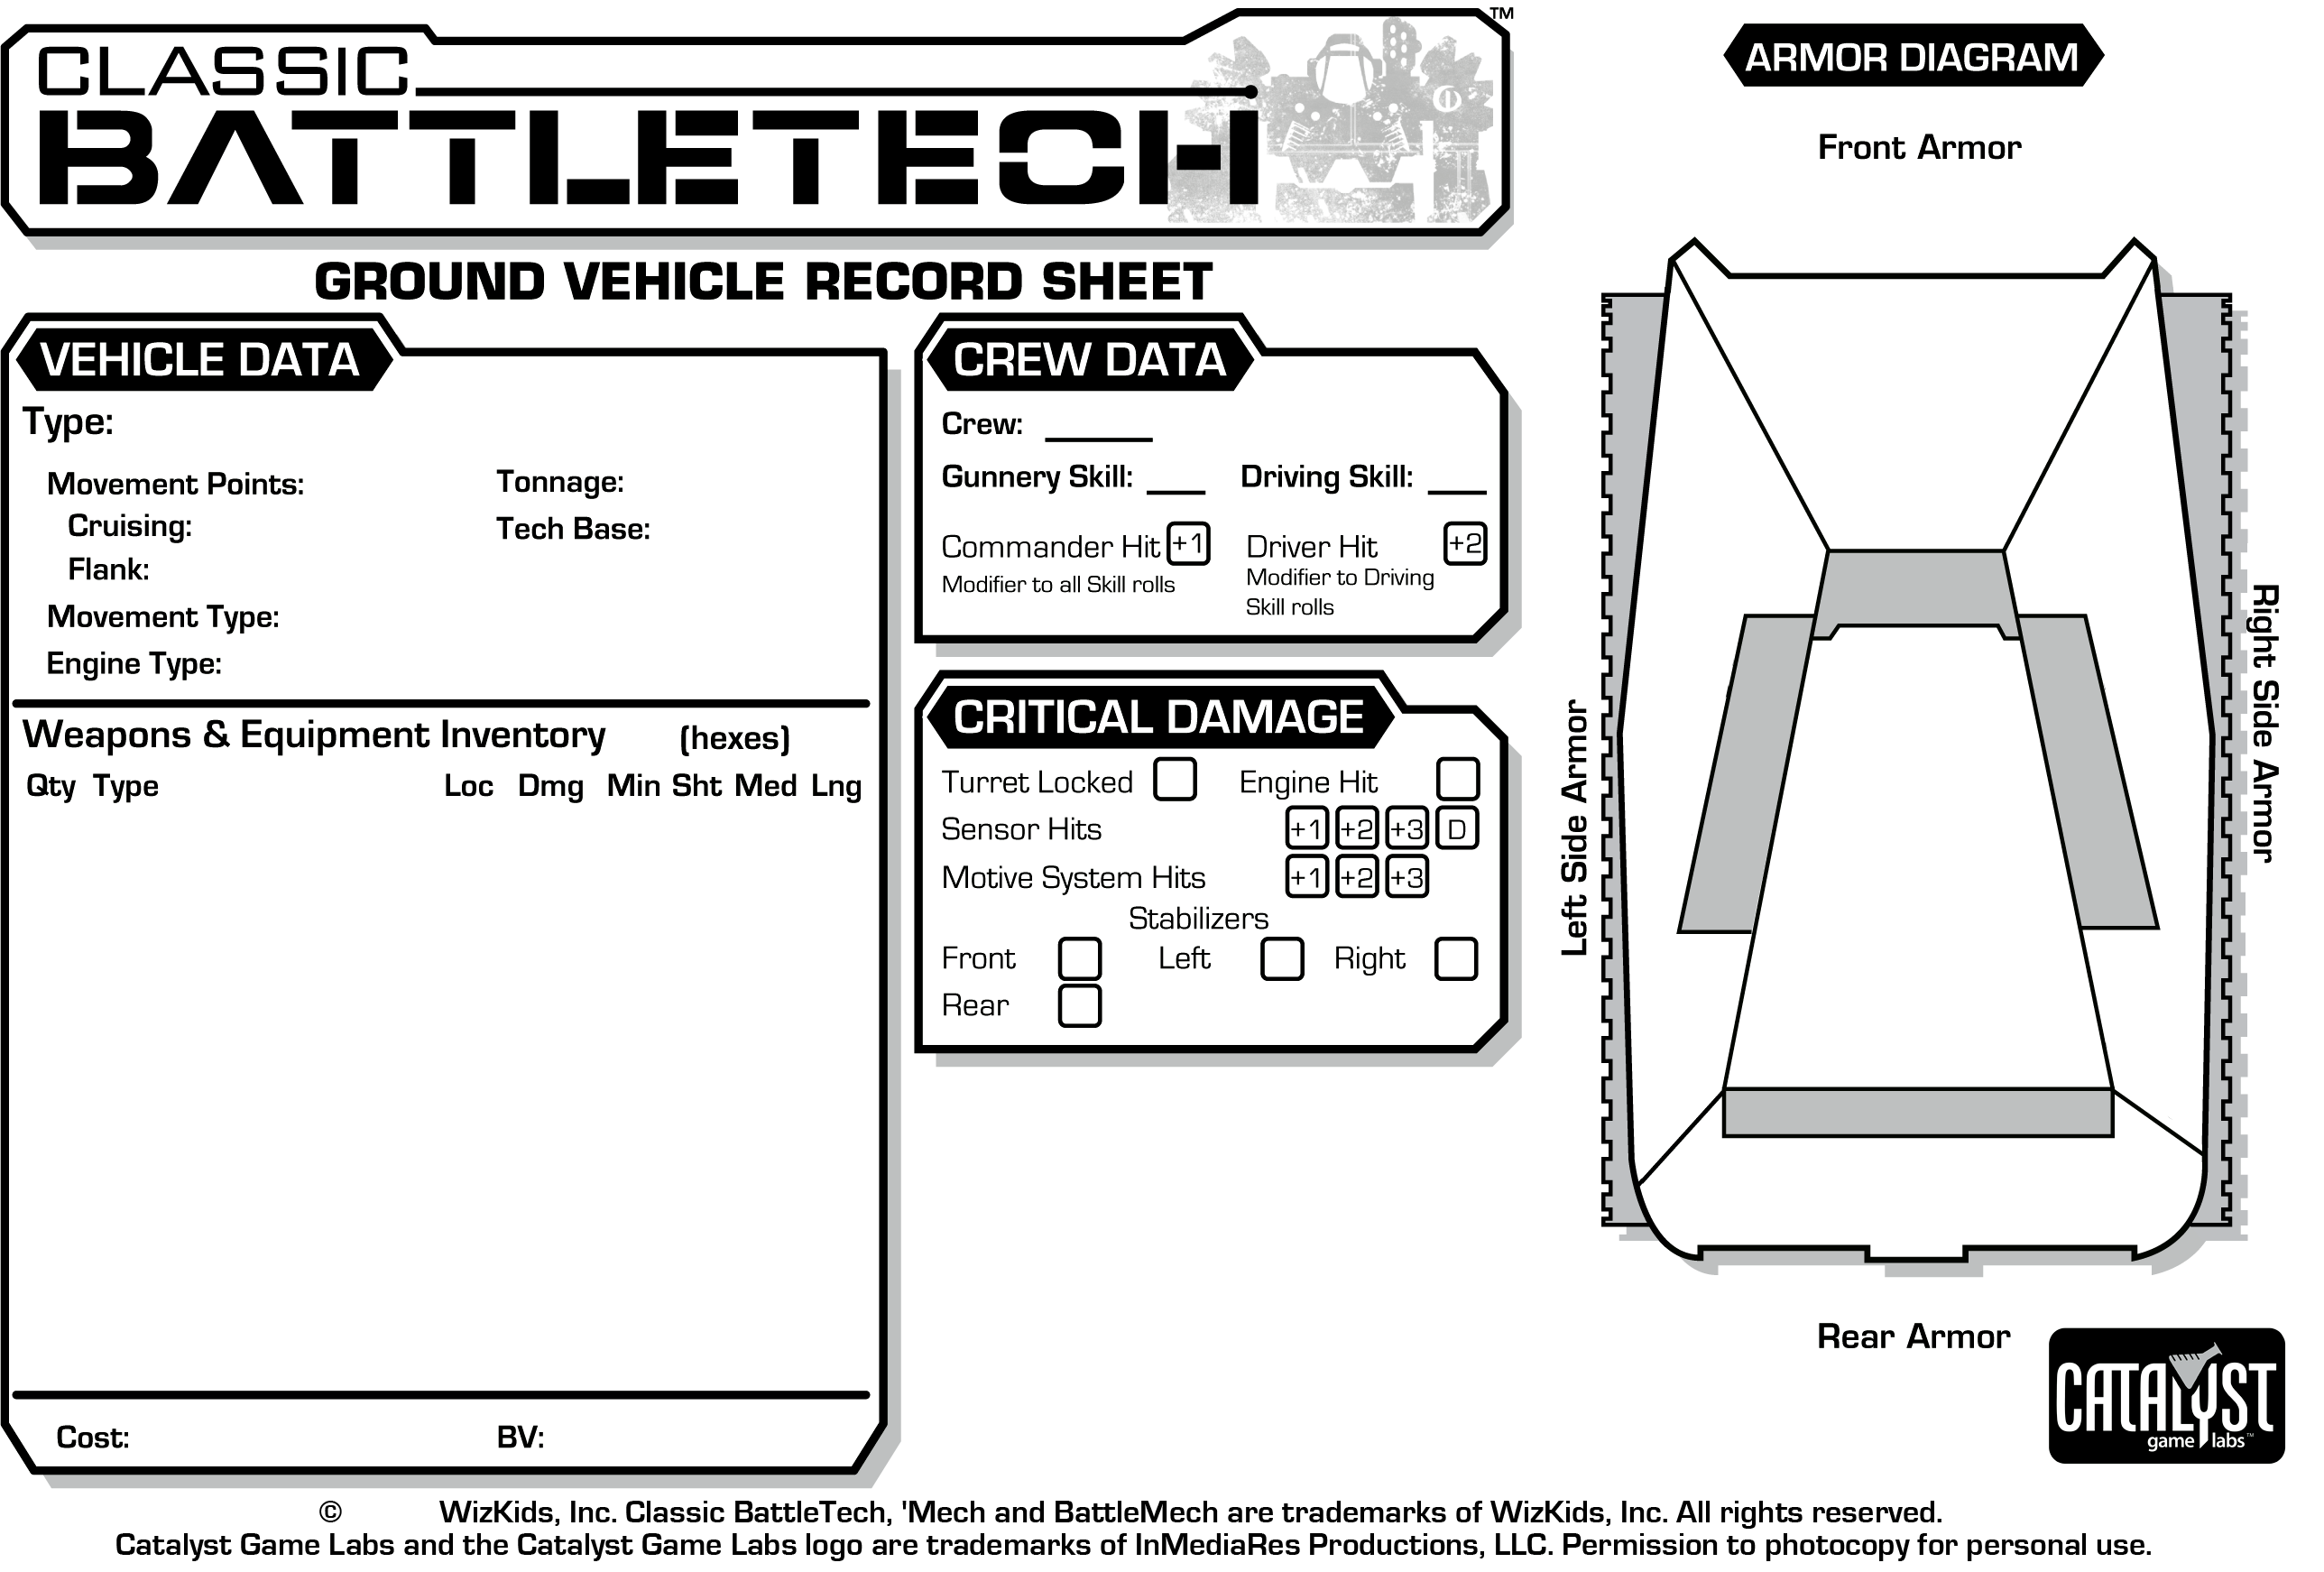 CLASSIC
BATTLETECH
™
GROUND VEHICLE RECORD SHEET
VEHICLE DATA
Type:
Movement Points:
Tonnage:
Cruising:
Tech Base:
Flank:
Movement Type:
Engine Type:
Weapons & Equipment Inventory (hexes)
Qty Type Loc Dmg Min Sht Med Lng
Cost: BV:
CREW DATA
Crew: ______
Gunnery Skill: ___ Driving Skill: ___
Commander Hit +1 Driver Hit +2
Modifier to all Skill rolls Modifier to Driving
Skill rolls
CRITICAL DAMAGE
Turret Locked Engine Hit
Sensor Hits +1 +2 +3 D
Motive System Hits +1 +2 +3
Stabilizers
Front Left Right
Rear
ARMOR DIAGRAM
Front Armor
Left Side Armor
Right Side Armor
Rear Armor
CATALYST
game labs™
© WizKids, Inc. Classic BattleTech, 'Mech and BattleMech are trademarks of WizKids, Inc. All rights reserved.
Catalyst Game Labs and the Catalyst Game Labs logo are trademarks of InMediaRes Productions, LLC. Permission to photocopy for personal use.